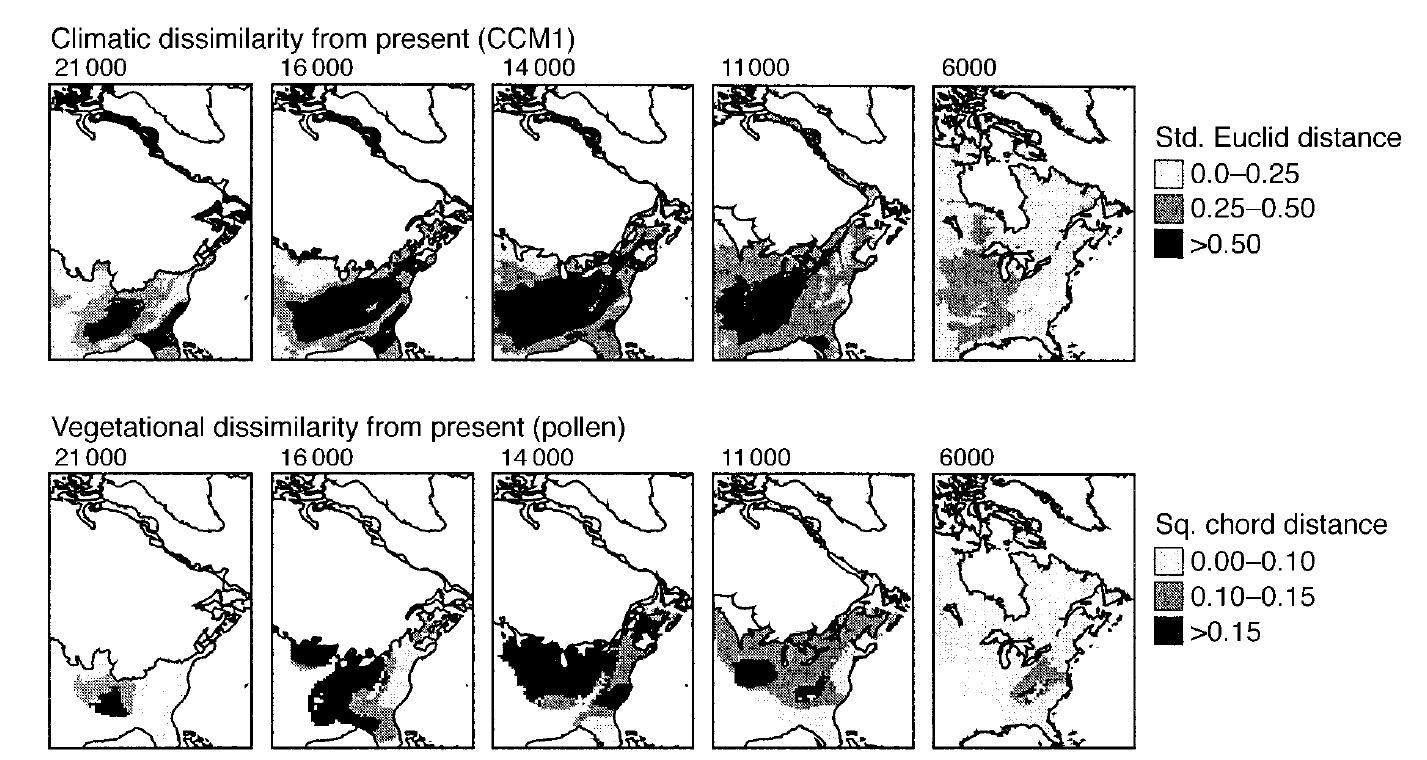 Climatic dissimilarity from present (CCM1)
21 000 16 000 14 000 11 000 6000
Std. Euclid distance
0.0–0.25
0.25–0.50
>0.50
Vegetational dissimilarity from present (pollen)
21 000 16 000 14 000 11 000 6000
Sq. chord distance
0.00–0.10
0.10–0.15
>0.15